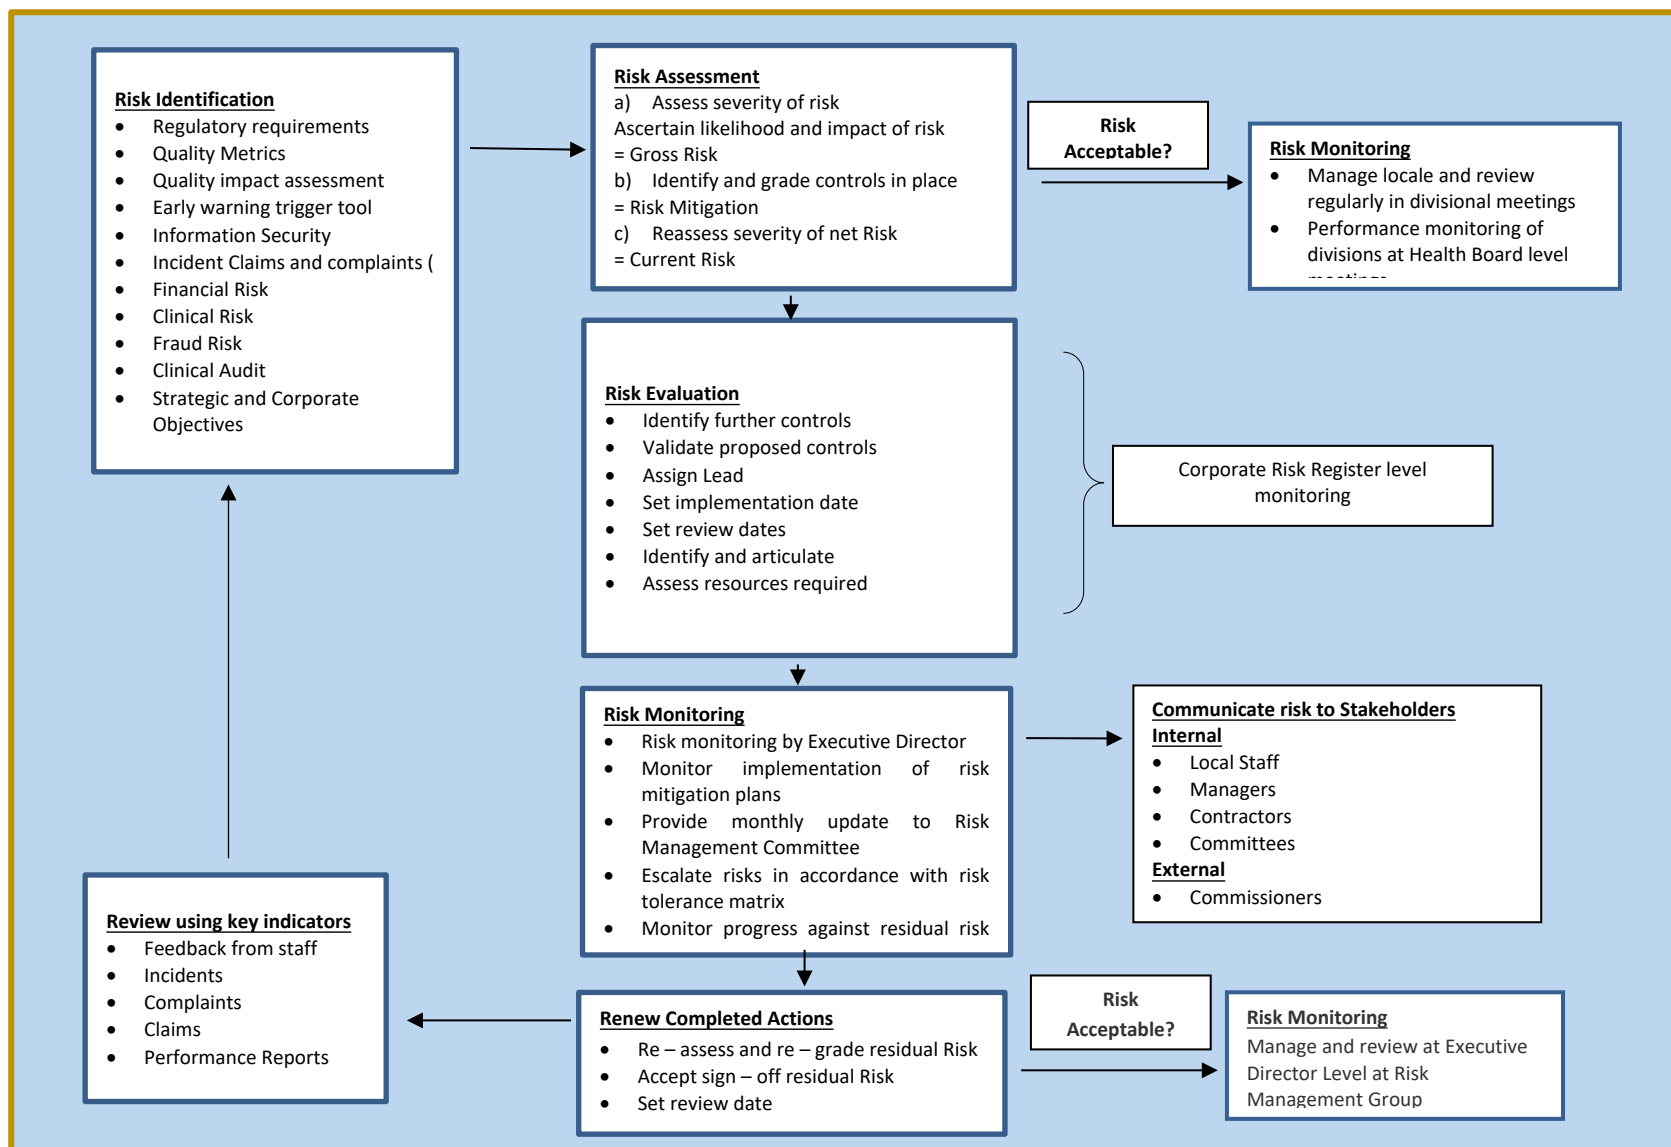 Risk Identification
• Regulatory requirements
• Quality Metrics
• Quality impact assessment
• Early warning trigger tool
• Information Security
• Incident Claims and complaints (
• Financial Risk
• Clinical Risk
• Fraud Risk
• Clinical Audit
• Strategic and Corporate
Objectives
Risk Assessment
a) Assess severity of risk
Ascertain likelihood and impact of risk
= Gross Risk
b) Identify and grade controls in place
= Risk Mitigation
c) Reassess severity of net Risk
= Current Risk
Risk
Acceptable?
Risk Monitoring
• Manage locale and review
regularly in divisional meetings
• Performance monitoring of
divisions at Health Board level
meetings
Risk Evaluation
• Identify further controls
• Validate proposed controls
• Assign Lead
• Set implementation date
• Set review dates
• Identify and articulate
• Assess resources required
Corporate Risk Register level
monitoring
Risk Monitoring
• Risk monitoring by Executive Director
• Monitor implementation of risk
mitigation plans
• Provide monthly update to Risk
Management Committee
• Escalate risks in accordance with risk
tolerance matrix
• Monitor progress against residual risk
Communicate risk to Stakeholders
Internal
• Local Staff
• Managers
• Contractors
• Committees
External
• Commissioners
Review using key indicators
• Feedback from staff
• Incidents
• Complaints
• Claims
• Performance Reports
Renew Completed Actions
• Re – assess and re – grade residual Risk
• Accept sign – off residual Risk
• Set review date
Risk
Acceptable?
Risk Monitoring
Manage and review at Executive
Director Level at Risk
Management Group